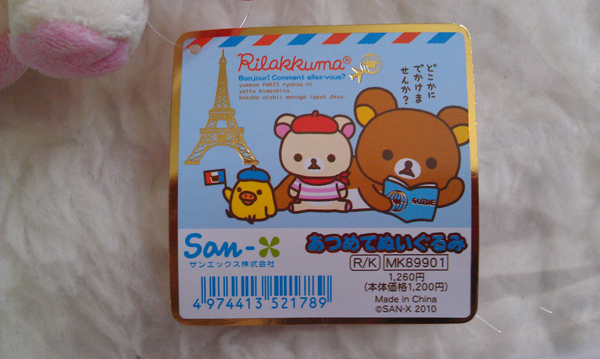 Rilakkuma®
Bonjour! Comment allez-vous?
yumeno PARIS ryokou ni
yatte kimashita.
kokoha oishii monoga ippai desu.
どこかに
でかけま
せんか?
GUIDE
San-X
サンエックス株式会社
あつめてぬいぐるみ
R/K MK89901
1,260円
(本体価格1,200円)
Made in China
©SAN-X 2010
4 974413 521789